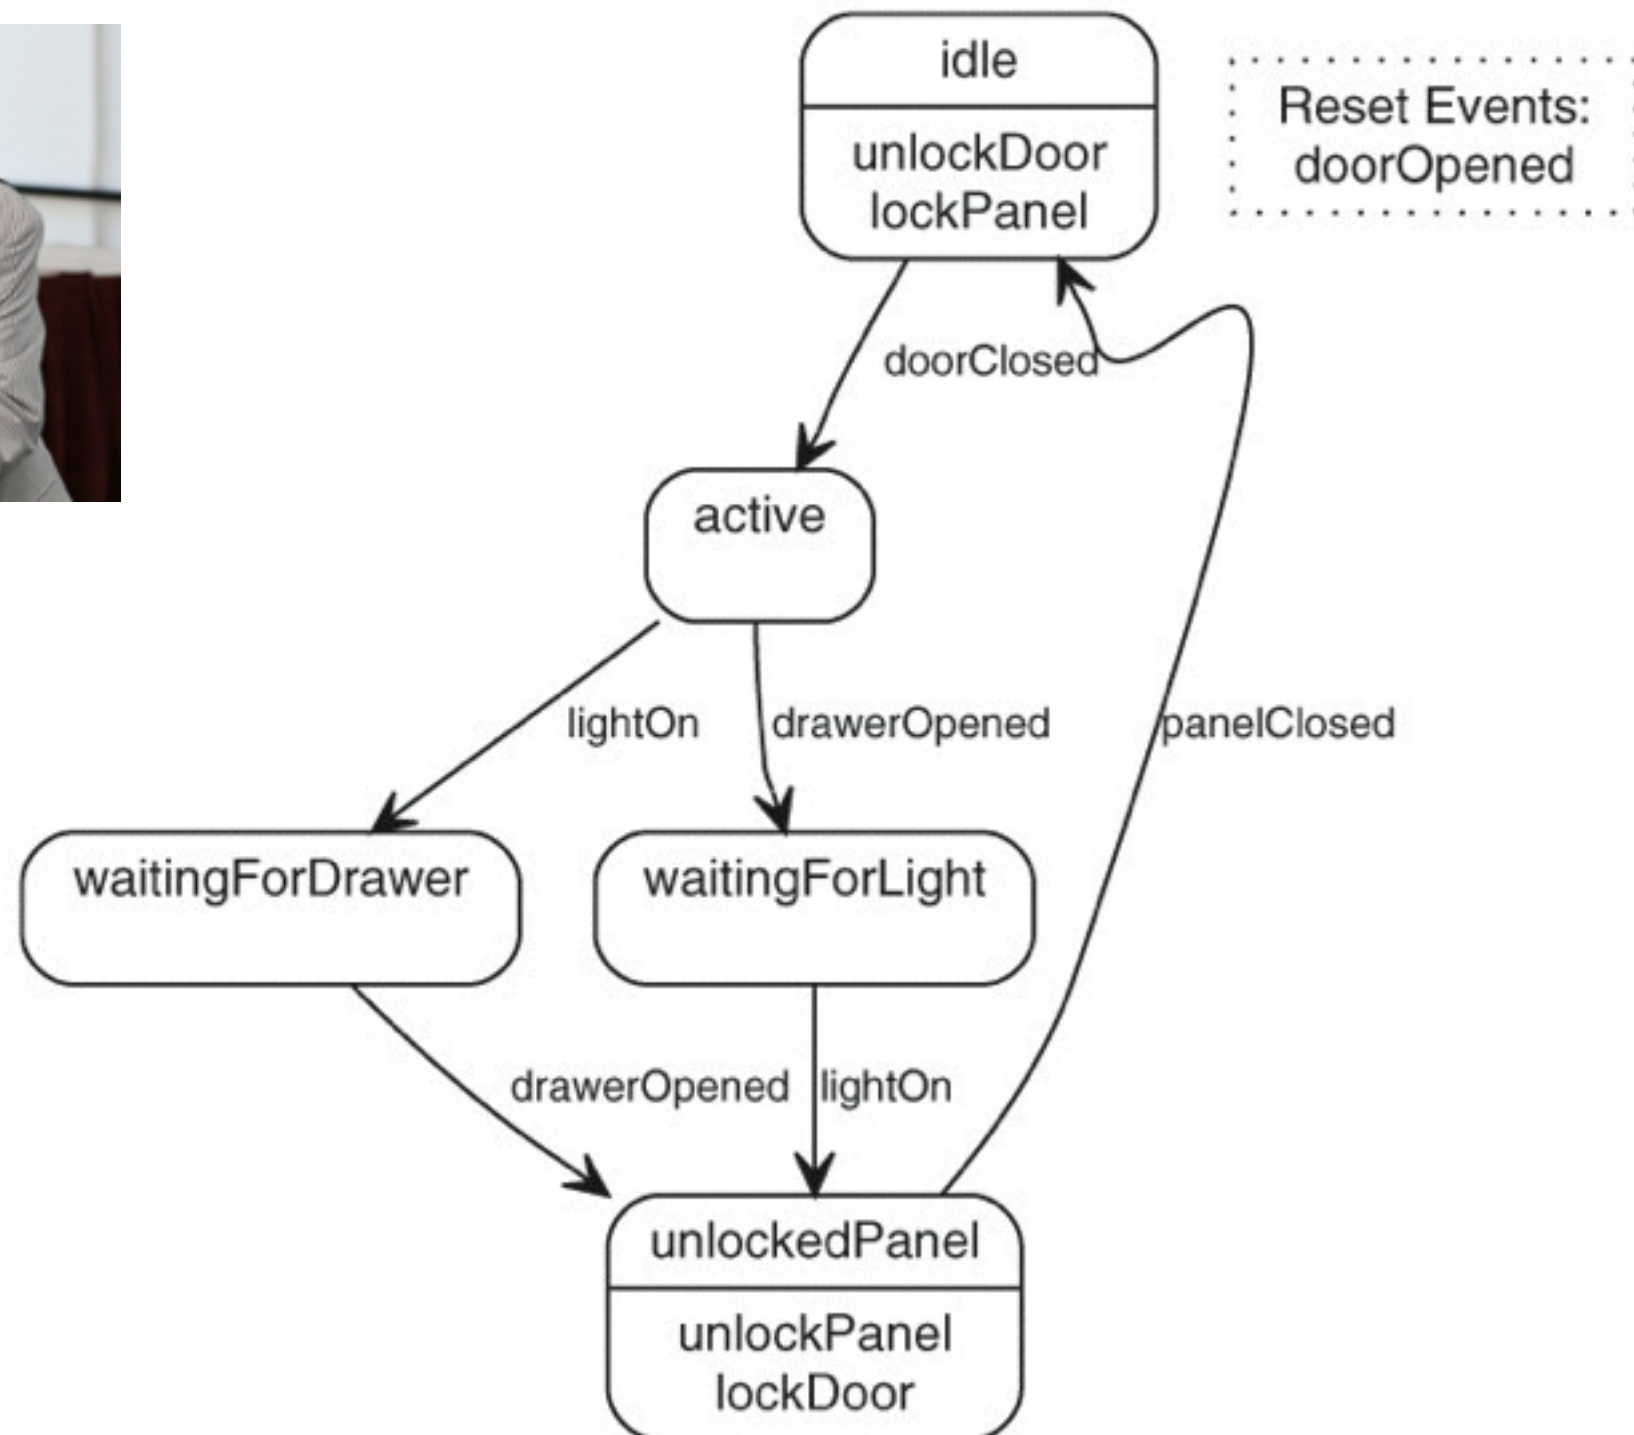 idle
unlockDoor
lockPanel
Reset Events:
doorOpened
doorClosed
active
lightOn
drawerOpened
panelClosed
waitingForDrawer
waitingForLight
drawerOpened
lightOn
unlockedPanel
unlockPanel
lockDoor